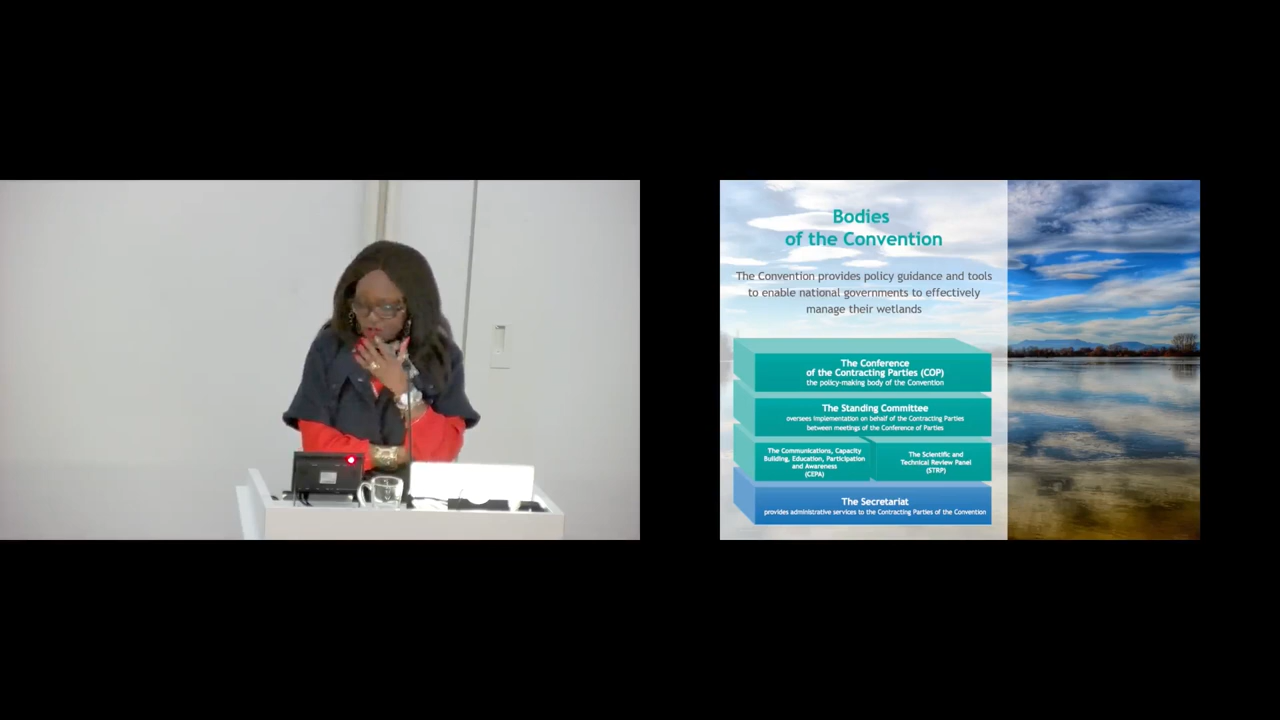 Bodies
of the Convention
The Convention provides policy guidance and tools
to enable national governments to effectively
manage their wetlands
The Conference
of the Contracting Parties (COP)
the policy-making body of the Convention
The Standing Committee
oversees implementation on behalf of the Contracting Parties
between meetings of the Conference of Parties
The Communications, Capacity
Building, Education, Participation
and Awareness
(CEPA)
The Scientific and
Technical Review Panel
(STRP)
The Secretariat
provides administrative services to the Contracting Parties of the Convention